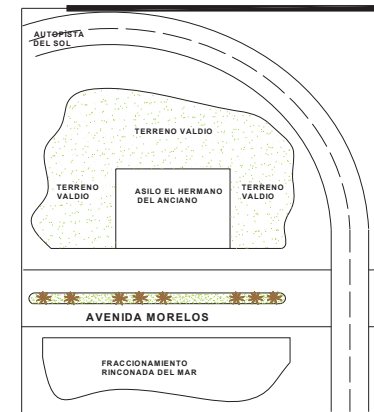 AUTOPISTA
DEL SOL
TERRENO VALDIO
TERRENO
VALDIO
ASILO EL HERMANO
DEL ANCIANO
TERRENO
VALDIO
AVENIDA MORELOS
FRACCIONAMIENTO
RINCONADA DEL MAR